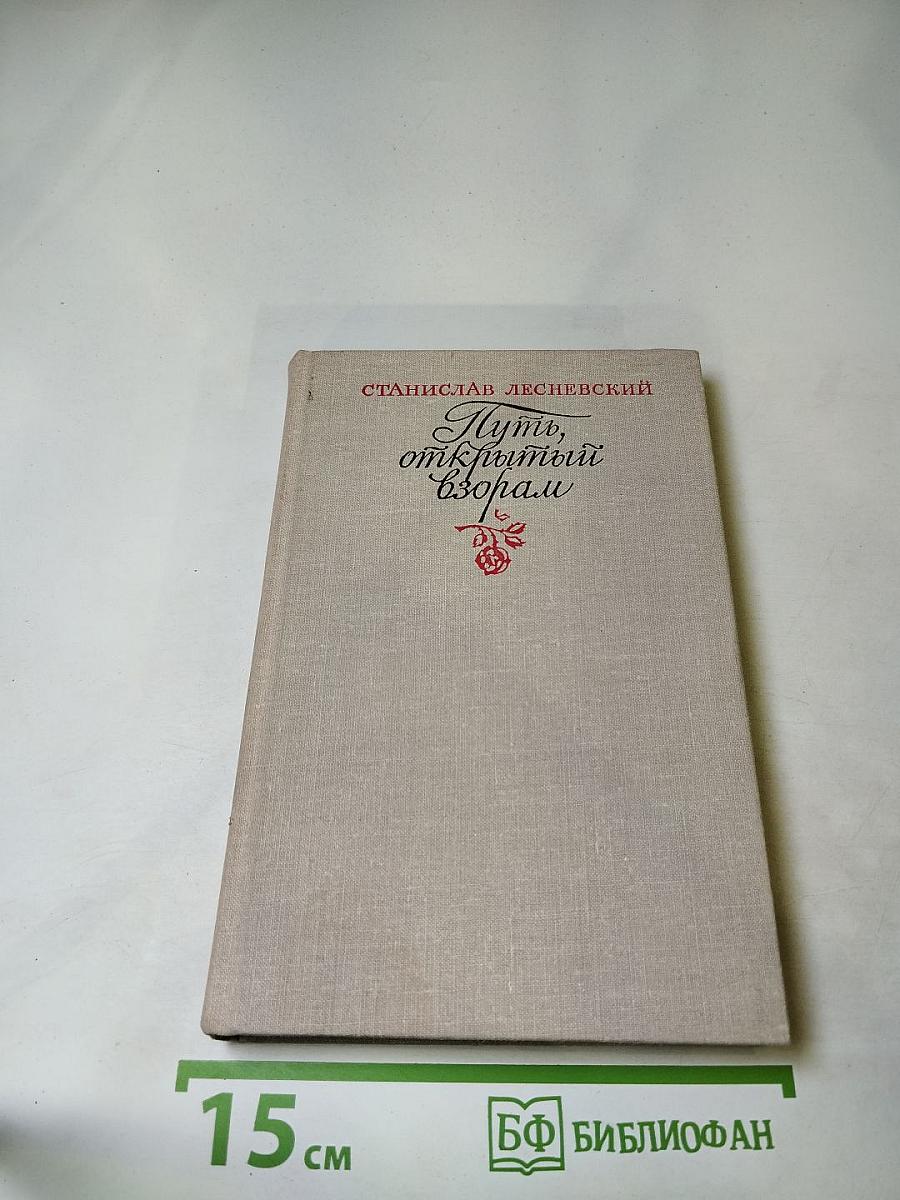 СТАНИСЛАВ ЛЕСНЕВСКИЙ
Путь,
открытый
взорам
15 см
БФ БИБЛИОФАН